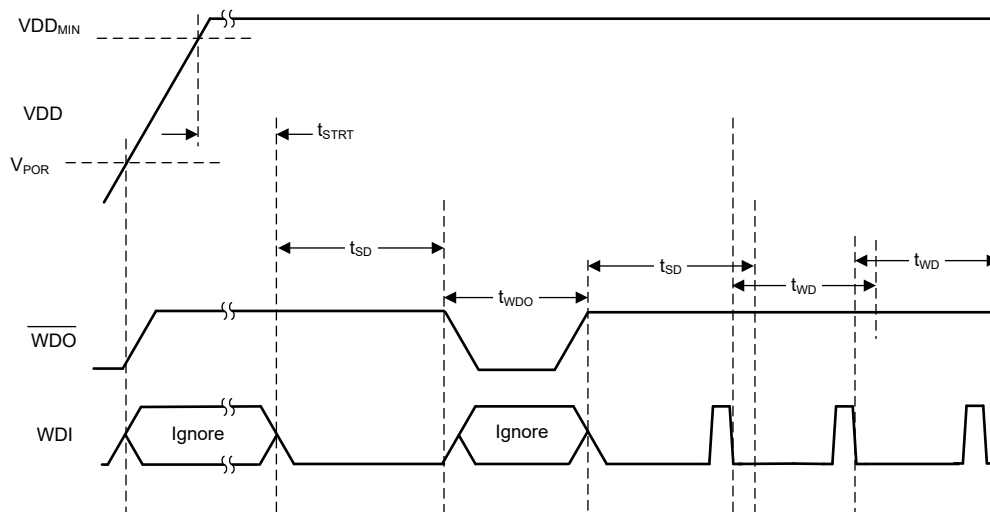 VDD_MIN
VDD
t_STRT
V_POR
t_SD
t_SD
t_WD
t_WD
t_WDO
WDO
WDI
Ignore
Ignore